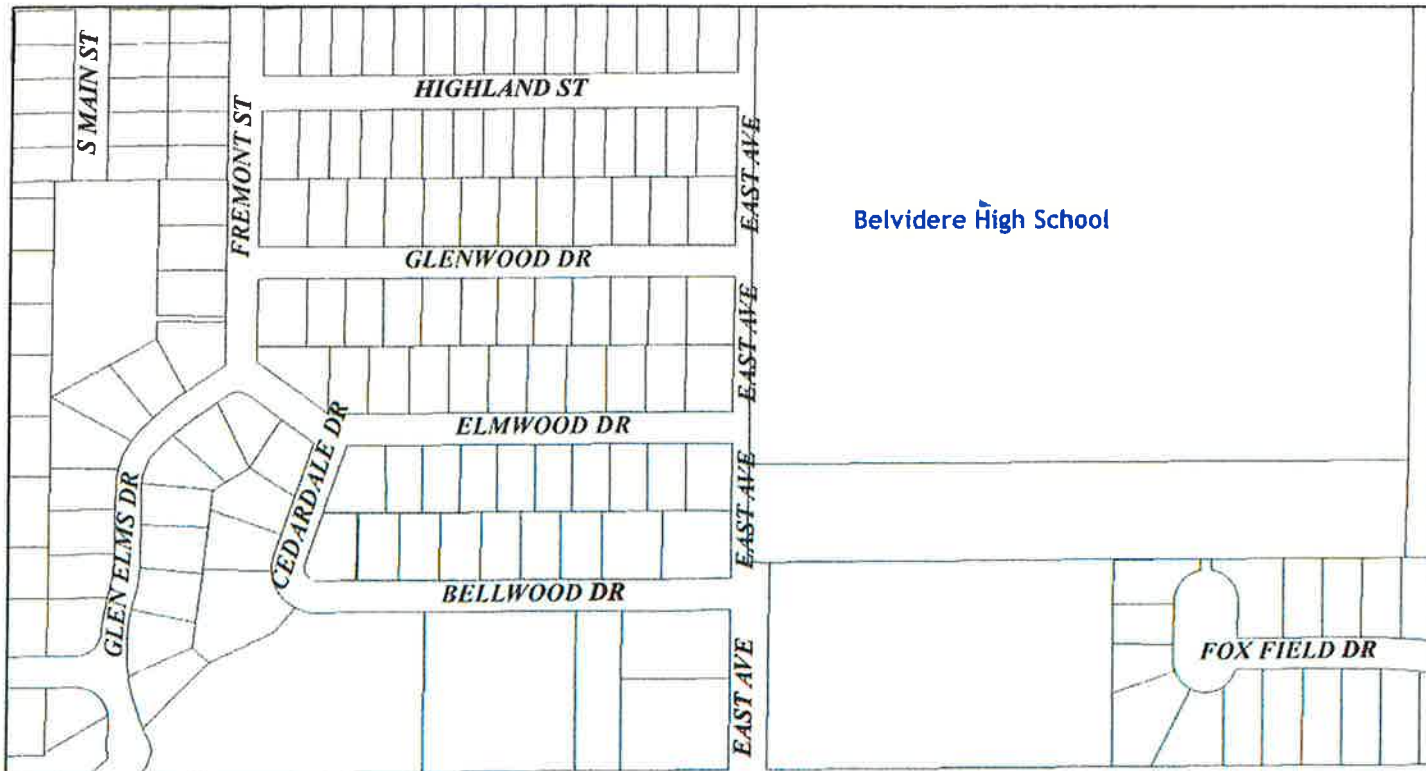 S MAIN ST
FREMONT ST
HIGHLAND ST
EAST AVE
Belvidere High School
GLENWOOD DR
EAST AVE
ELMWOOD DR
CEDARDALE DR
EAST AVE
GLEN ELMS DR
BELLWOOD DR
EAST AVE
FOX FIELD DR